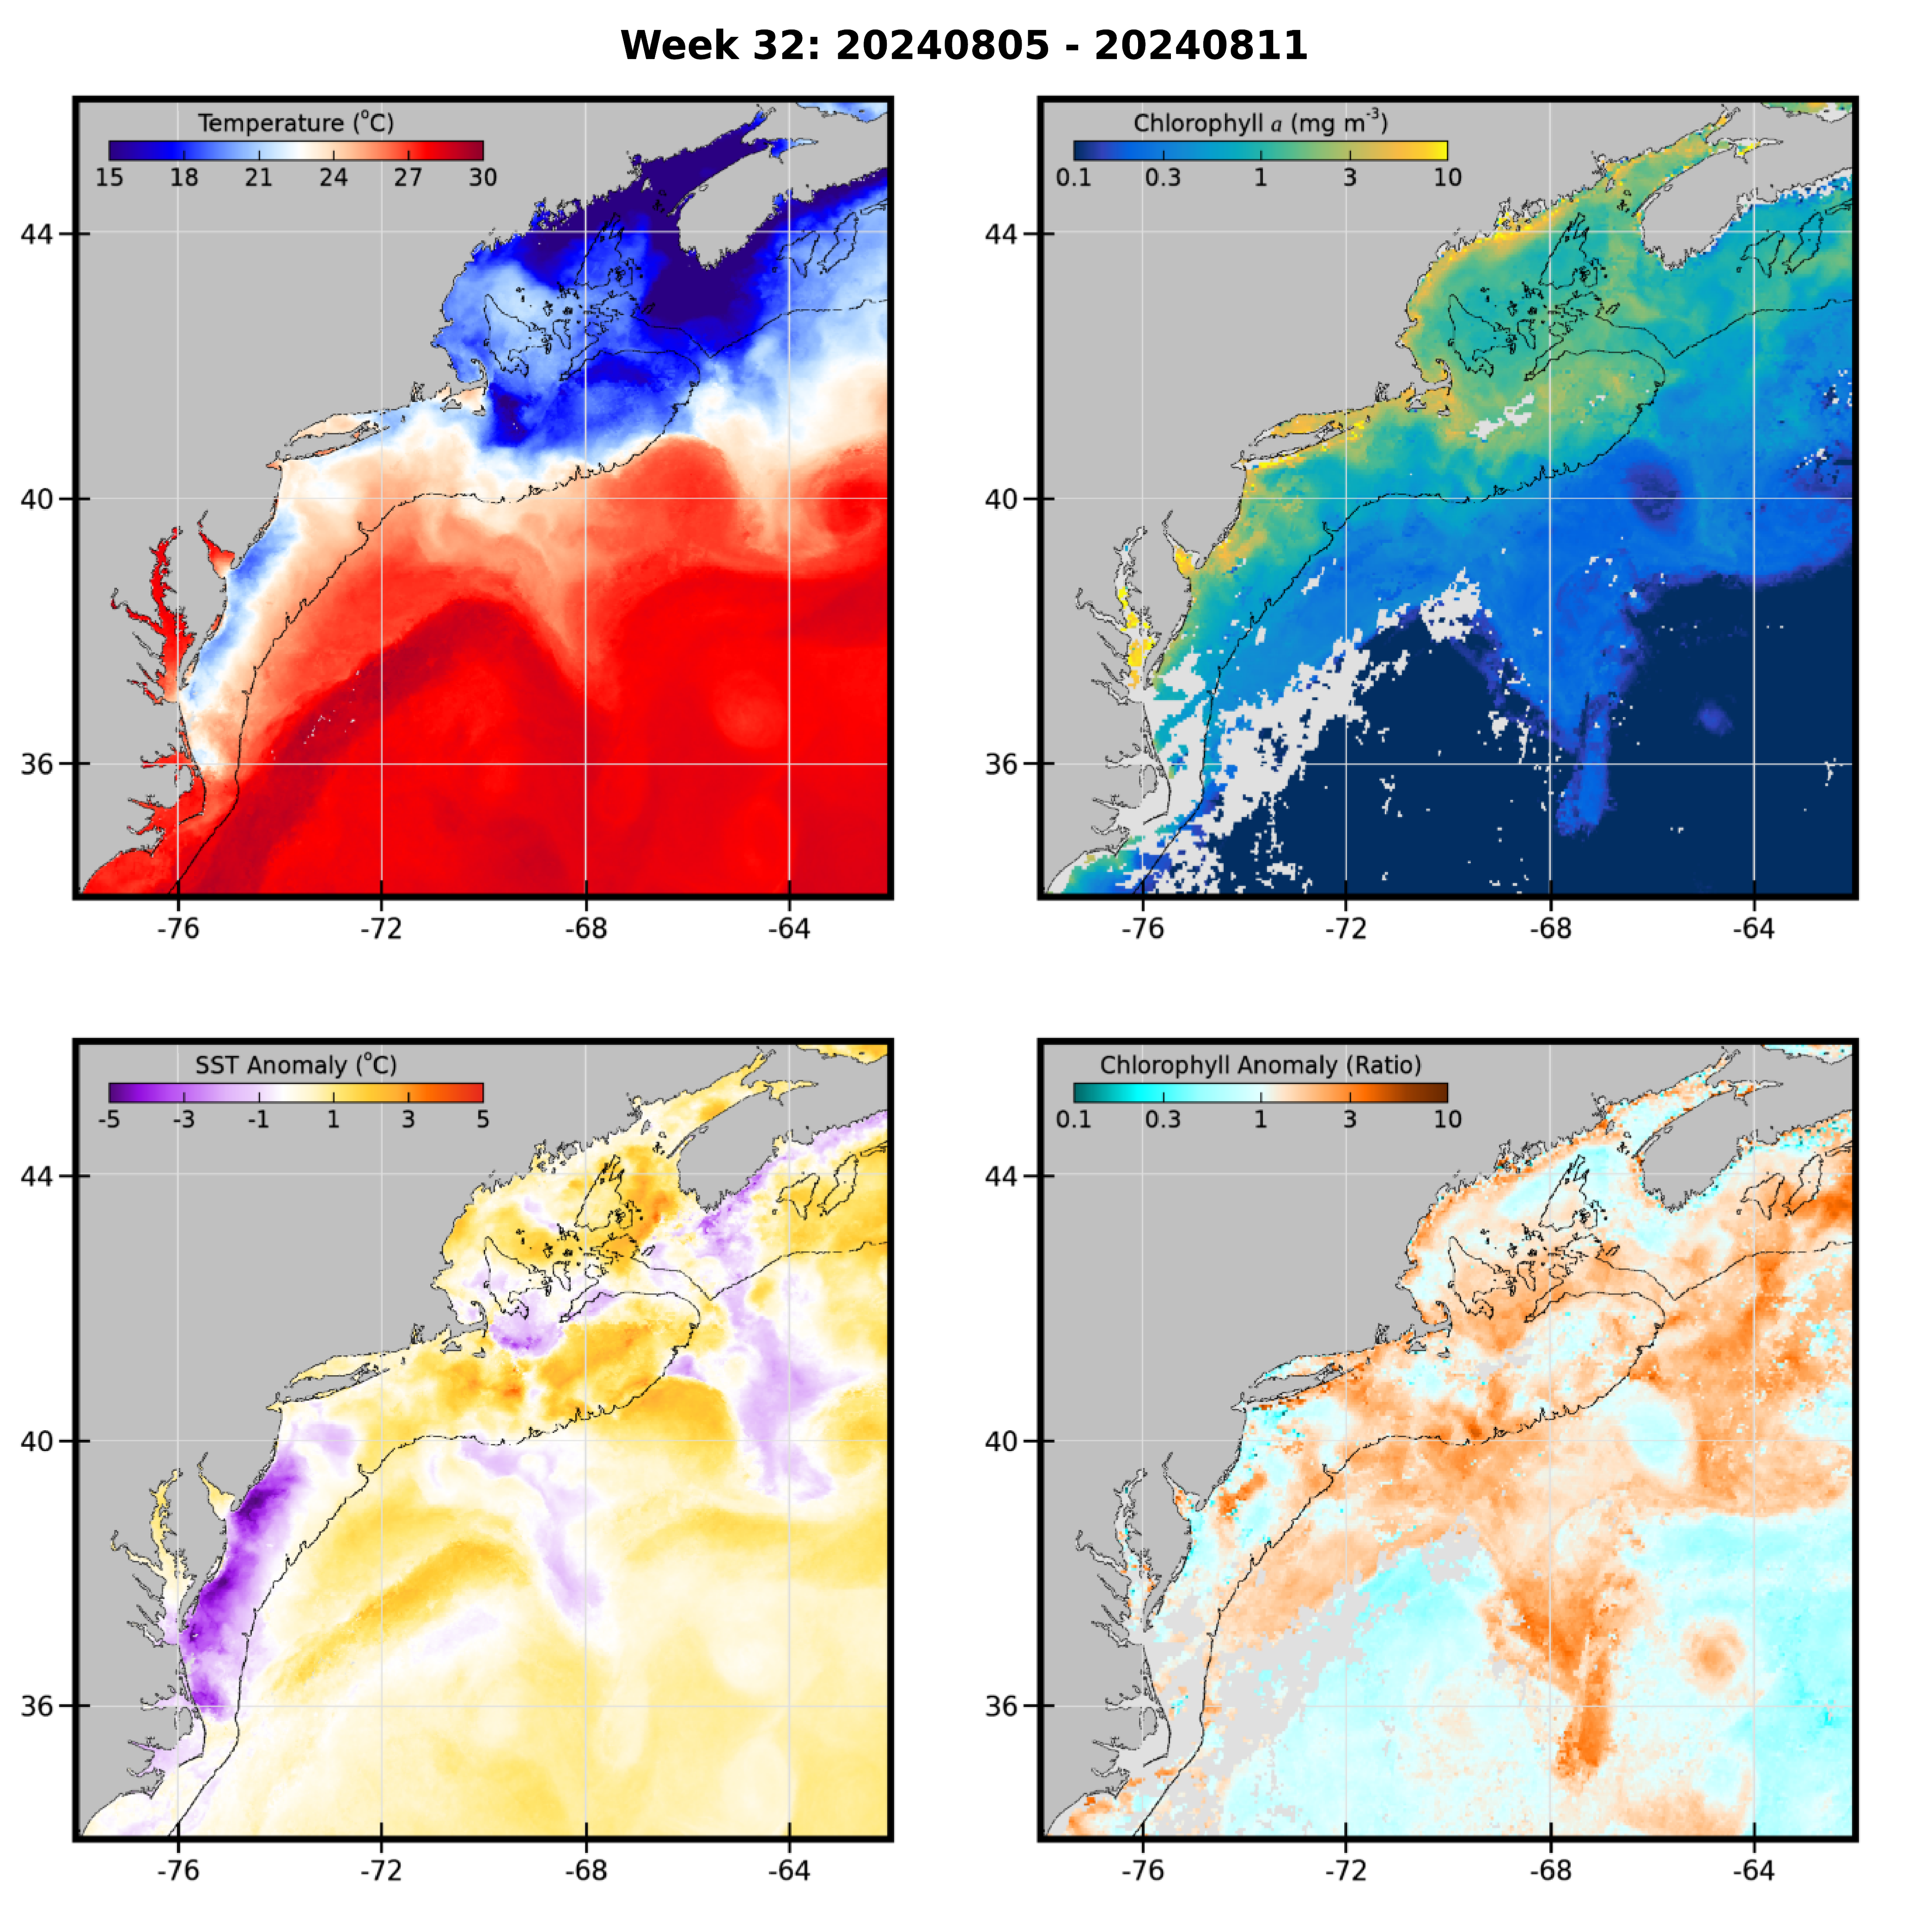 Week 32: 20240805 - 20240811
Temperature (°C)
15 18 21 24 27 30
44
40
36
-76 -72 -68 -64
Chlorophyll a (mg m⁻³)
0.1 0.3 1 3 10
44
40
36
-76 -72 -68 -64
SST Anomaly (°C)
-5 -3 -1 1 3 5
44
40
36
-76 -72 -68 -64
Chlorophyll Anomaly (Ratio)
0.1 0.3 1 3 10
44
40
36
-76 -72 -68 -64